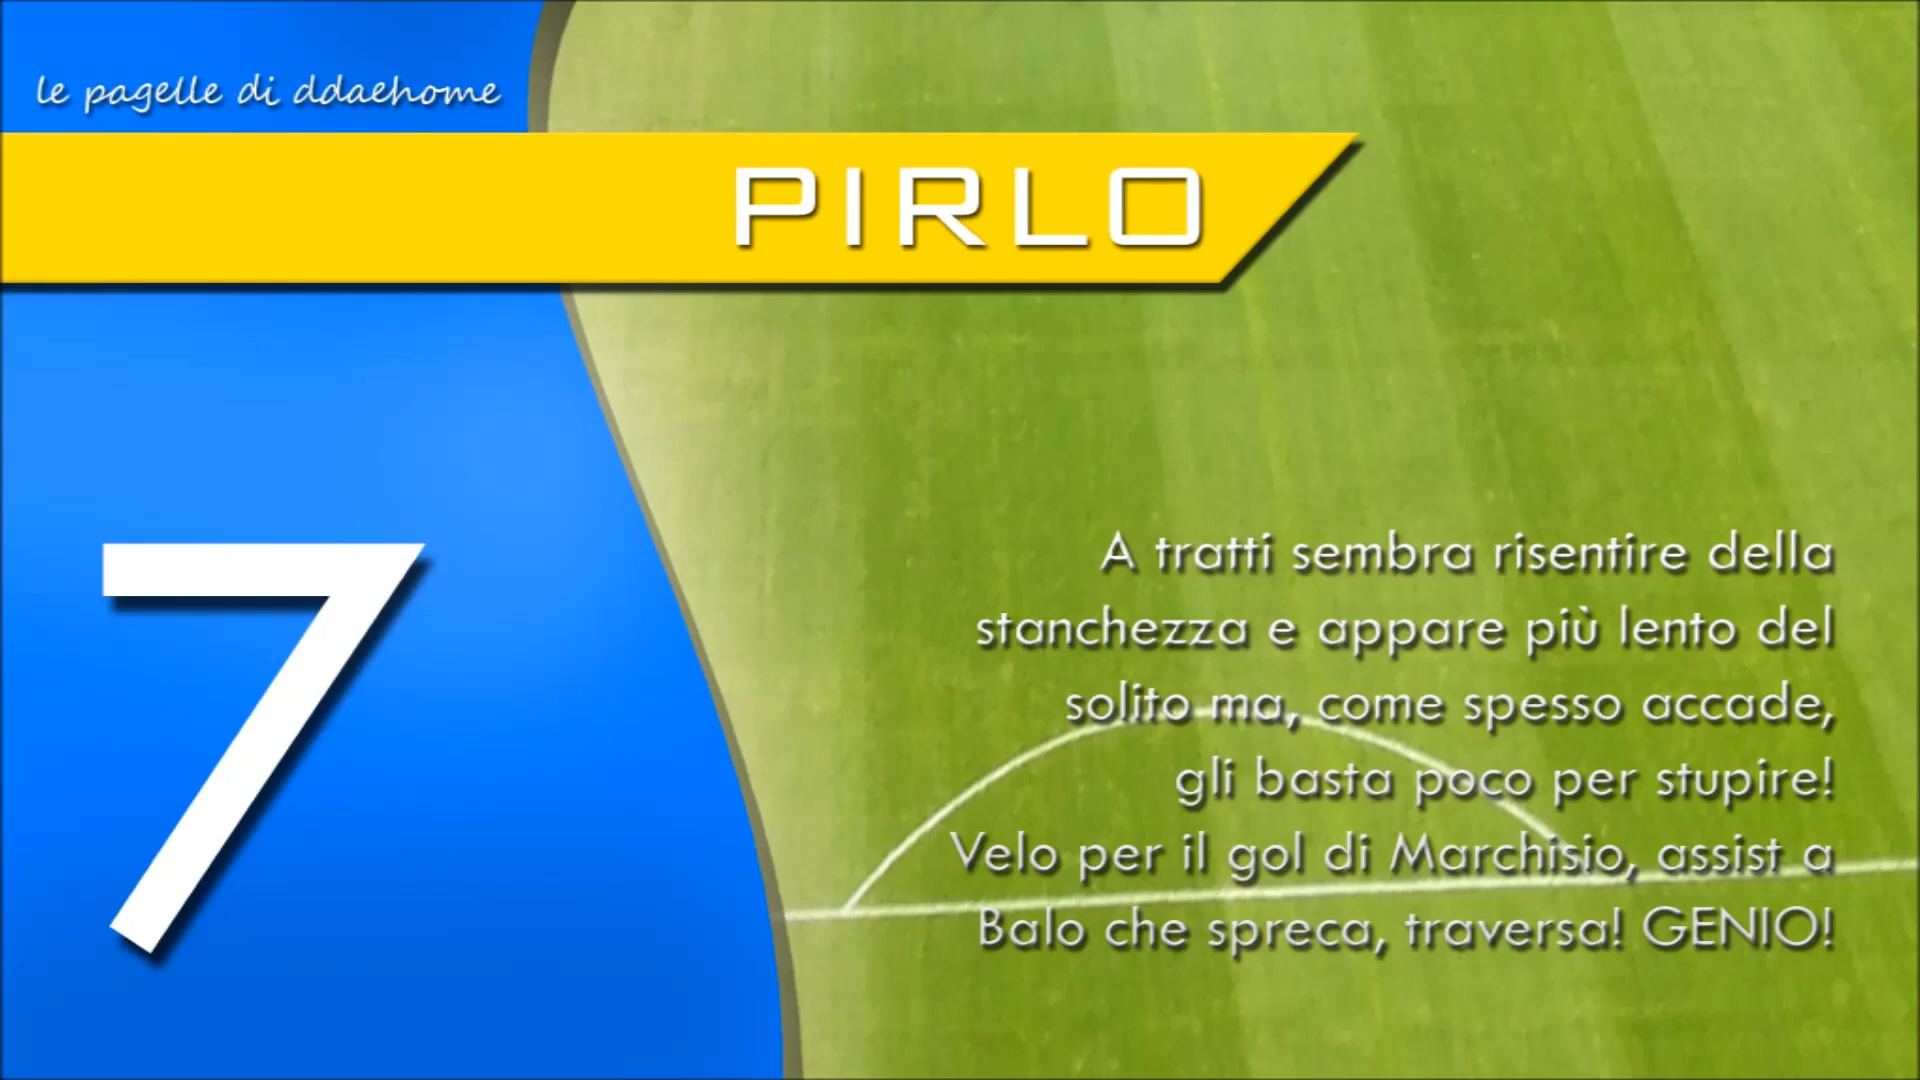 le pagelle di ddaehome
PIRLO
7
A tratti sembra risentire della
stanchezza e appare più lento del
solito ma, come spesso accade,
gli basta poco per stupire!
Velo per il gol di Marchisio, assist a
Balo che spreca, traversa! GENIO!